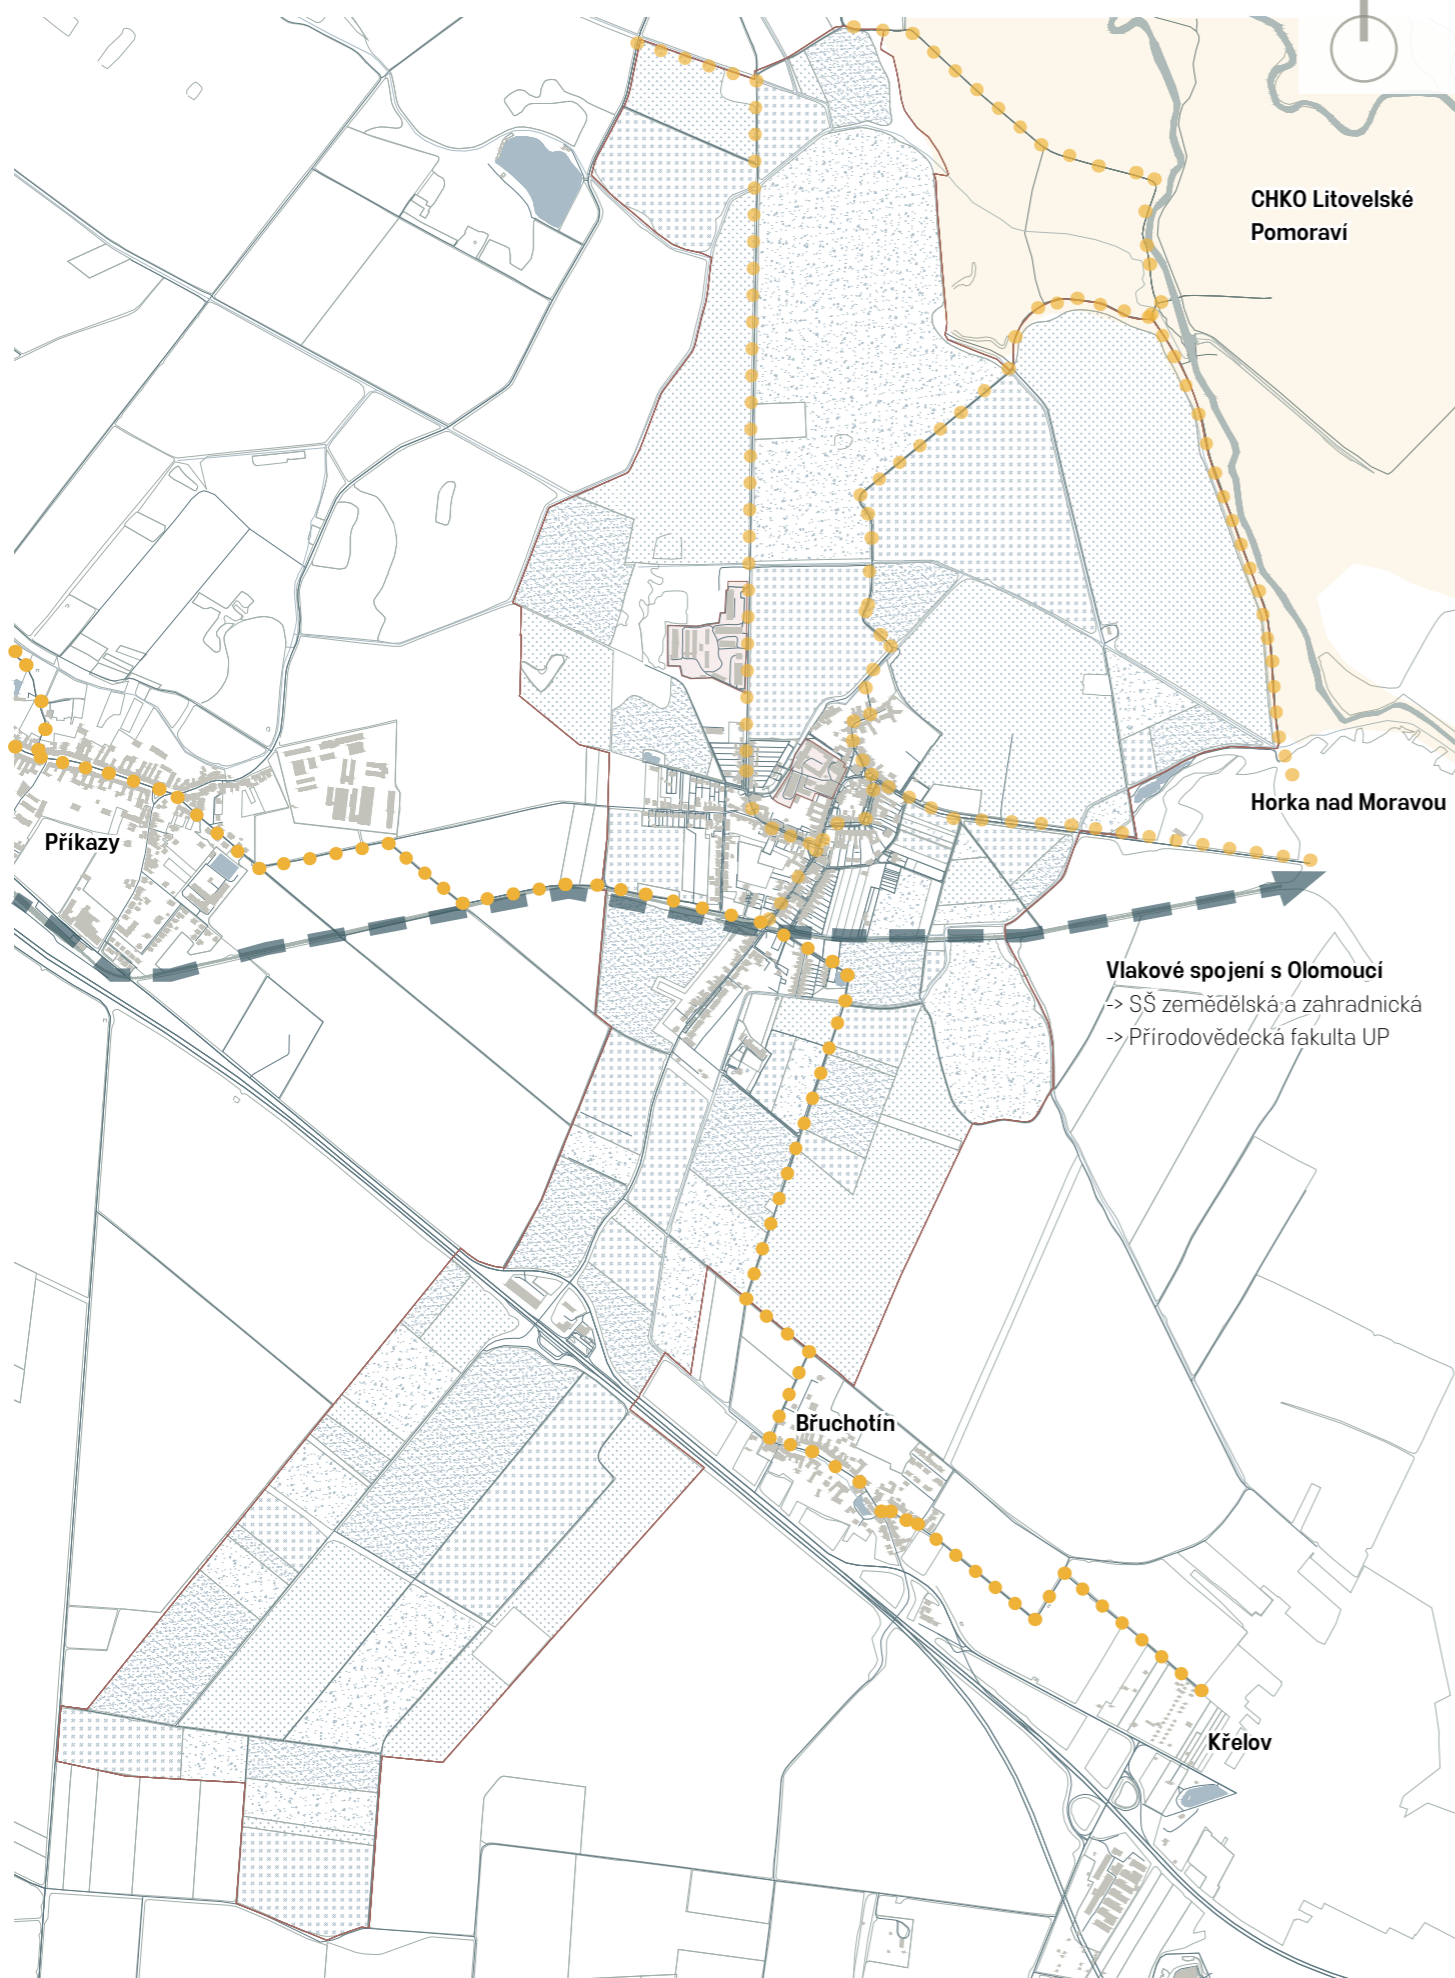 CHKO Litovelské
Pomoraví
Horka nad Moravou
Příkazy
Vlakové spojení s Olomoucí
-> SŠ zemědělská a zahradnická
-> Přírodovědecká fakulta UP
Břuchotín
Křelov